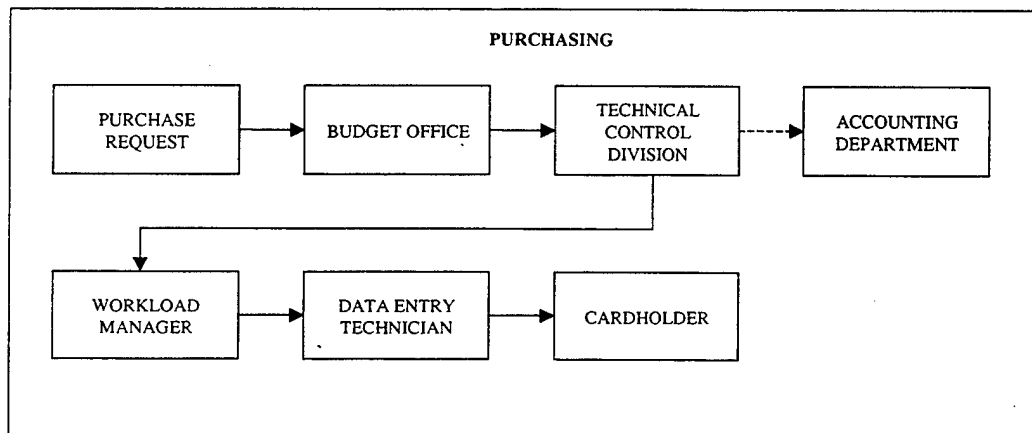 PURCHASING
PURCHASE
REQUEST
BUDGET OFFICE
TECHNICAL
CONTROL
DIVISION
ACCOUNTING
DEPARTMENT
WORKLOAD
MANAGER
DATA ENTRY
TECHNICIAN
CARDHOLDER